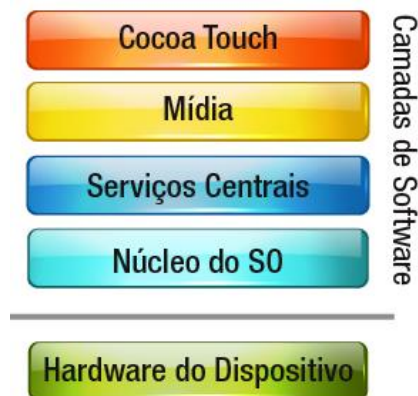 Cocoa Touch
Mídia
Serviços Centrais
Núcleo do SO
Hardware do Dispositivo
Camadas de Software